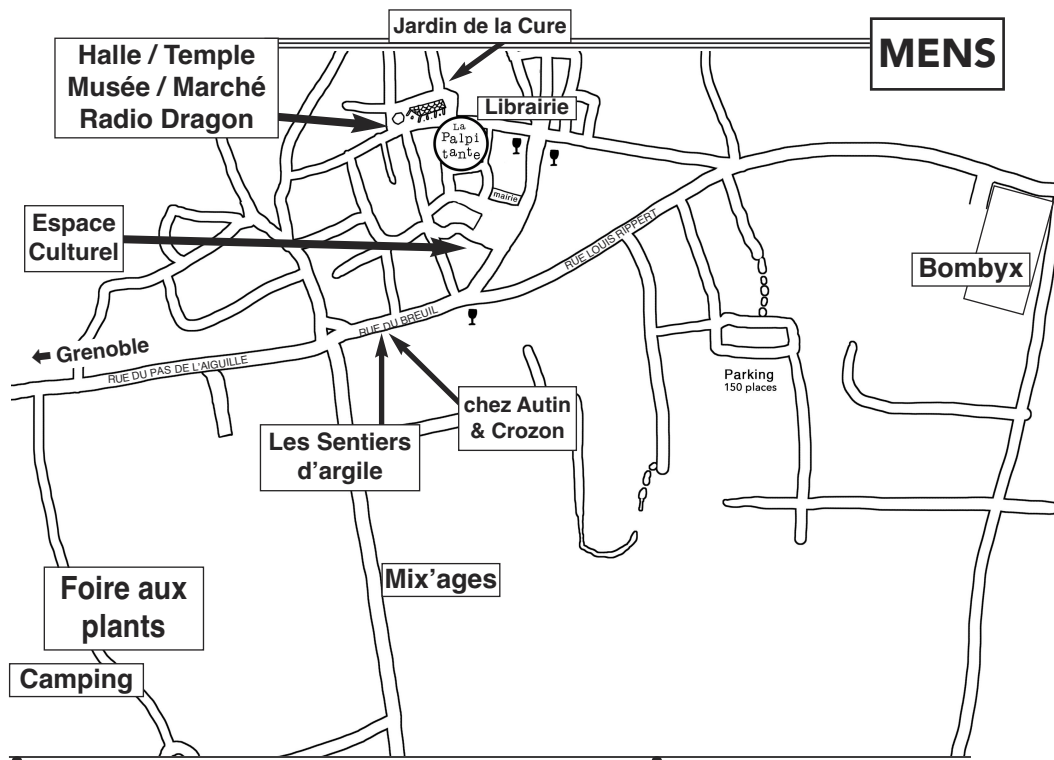 Jardin de la Cure
MENS
Halle / Temple
Musée / Marché
Radio Dragon
Librairie
La
Palpi
tante
mairie
Espace
Culturel
RUE LOUIS RIPPERT
Bombyx
RUE DU BREUIL
Grenoble
RUE DU PAS DE L'AIGUILLE
Parking
150 places
chez Autin
& Crozon
Les Sentiers
d'argile
Mix'ages
Foire aux
plants
Camping